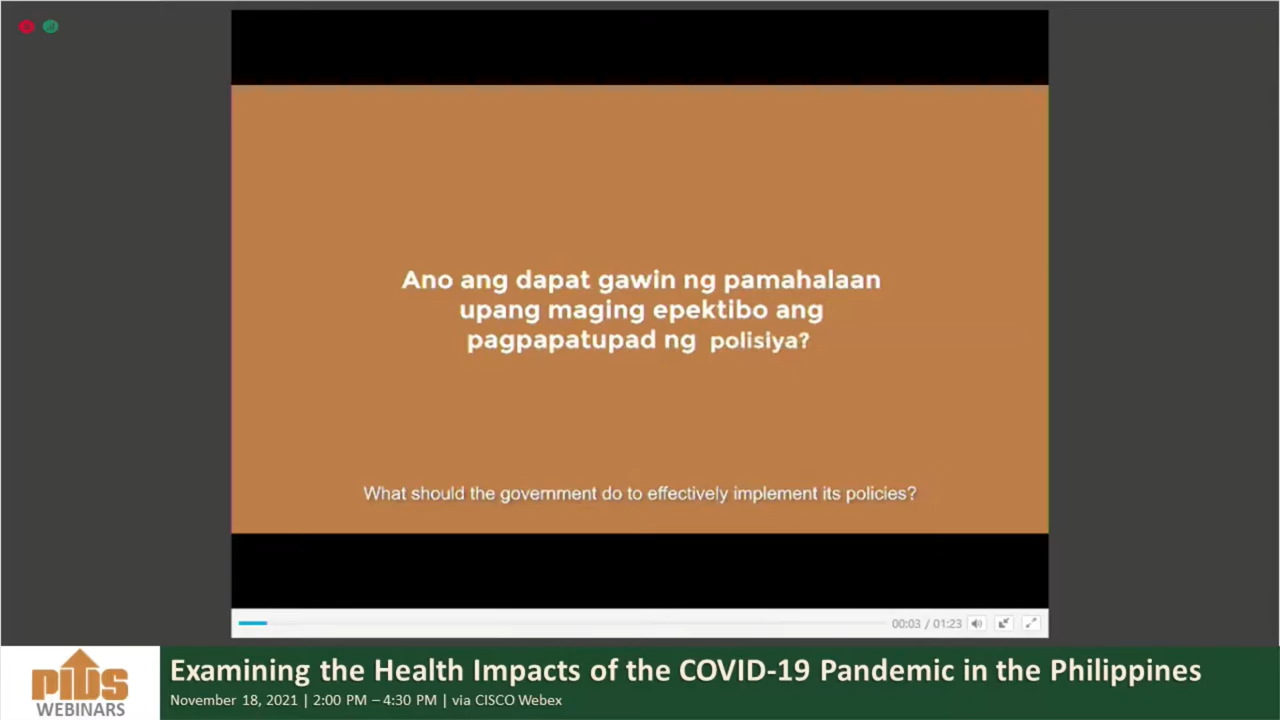 Ano ang dapat gawin ng pamahalaan
upang maging epektibo ang
pagpapatupad ng polisiya?
What should the government do to effectively implement its policies?
00:03 / 01:23
PIDS
WEBINARS
Examining the Health Impacts of the COVID-19 Pandemic in the Philippines
November 18, 2021 | 2:00 PM – 4:30 PM | via CISCO Webex